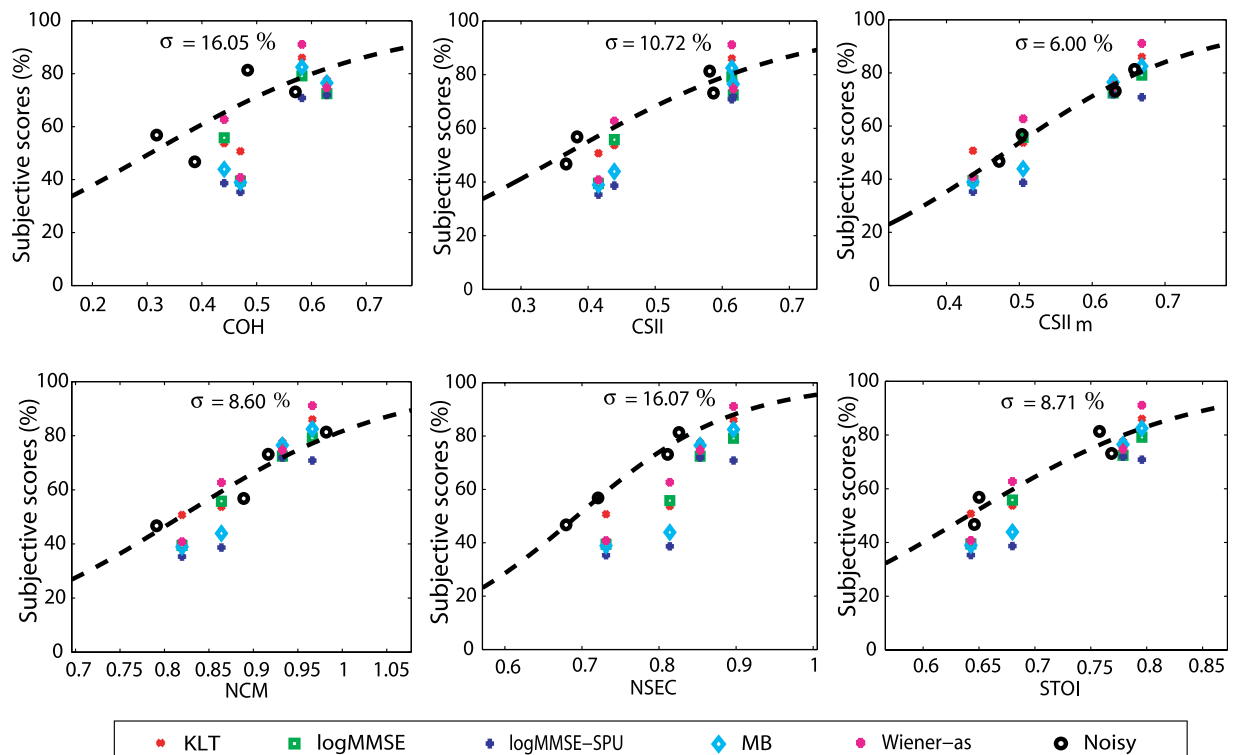 Subjective scores (%)
100
80
60
40
20
0
σ = 16.05 %
0.2 0.3 0.4 0.5 0.6 0.7
COH
Subjective scores (%)
100
80
60
40
20
0
σ = 10.72 %
0.3 0.4 0.5 0.6 0.7
CSII
Subjective scores (%)
100
80
60
40
20
0
σ = 6.00 %
0.4 0.5 0.6 0.7
CSII m
Subjective scores (%)
100
80
60
40
20
0
σ = 8.60 %
0.7 0.75 0.8 0.85 0.9 0.95 1 1.05
NCM
Subjective scores (%)
100
80
60
40
20
0
σ = 16.07 %
0.6 0.7 0.8 0.9 1
NSEC
Subjective scores (%)
100
80
60
40
20
0
σ = 8.71 %
0.6 0.65 0.7 0.75 0.8 0.85
STOI
KLT logMMSE logMMSE−SPU MB Wiener−as Noisy